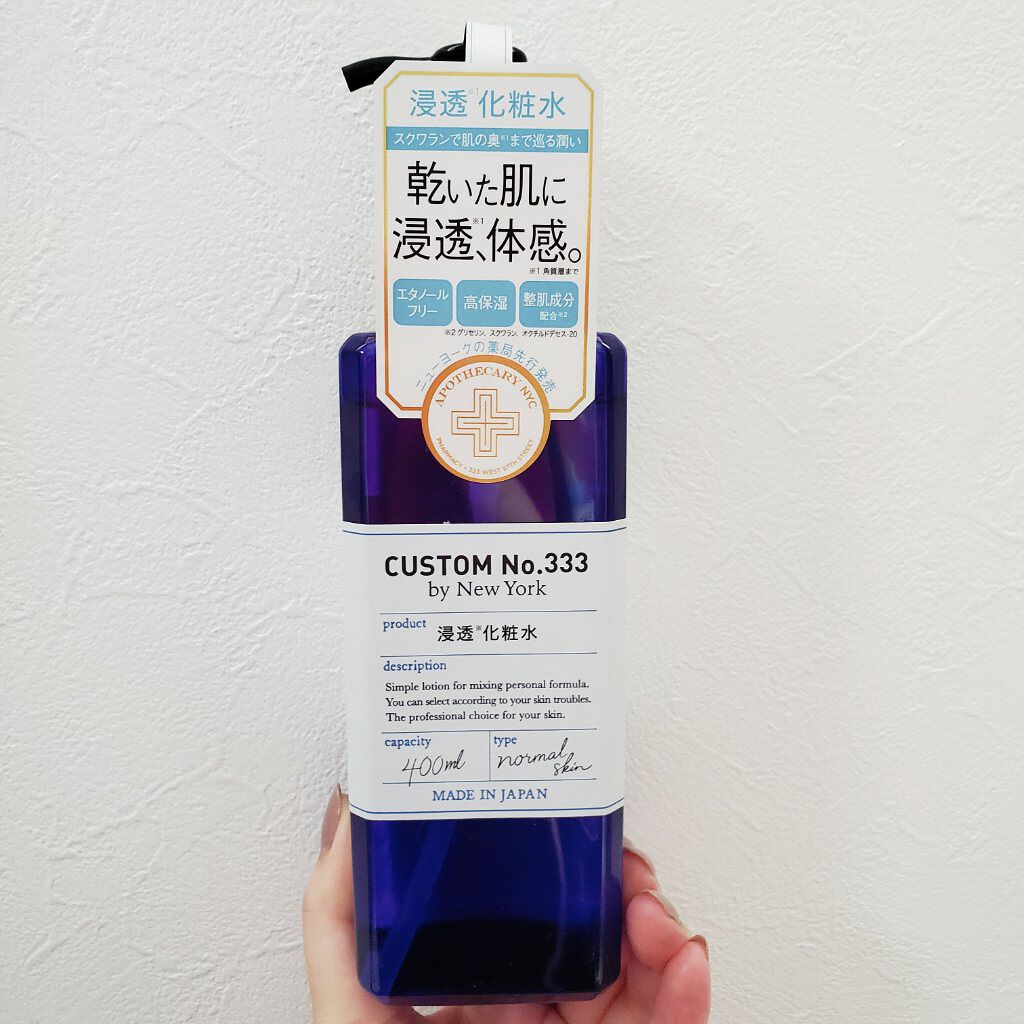 浸透※1化粧水
スクワランで肌の奥※1まで巡る潤い
乾いた肌に
浸透※1、体感。
※1 角質層まで
エタノール
フリー
高保湿
整肌成分
配合※2
※2 グリセリン、スクワラン、オクチルドデセス-20
ニューヨークの薬局先行発売
APOTHECARY NYC
PHARMACY • 333 WEST 57TH STREET
CUSTOM No.333
by New York
product 浸透※化粧水
description
Simple lotion for mixing personal formula.
You can select according to your skin troubles.
The professional choice for your skin.
capacity 400ml
type normal skin
MADE IN JAPAN